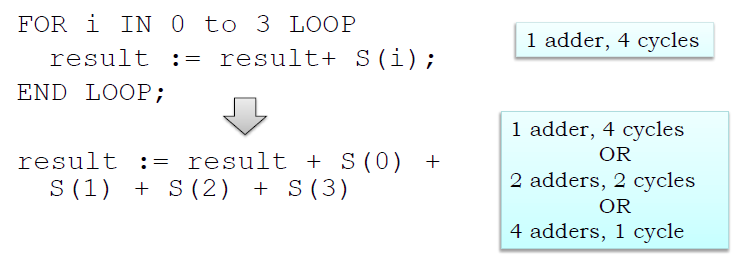 FOR i IN 0 to 3 LOOP
result := result+ S(i);
END LOOP;
1 adder, 4 cycles
result := result + S(0) +
S(1) + S(2) + S(3)
1 adder, 4 cycles
OR
2 adders, 2 cycles
OR
4 adders, 1 cycle